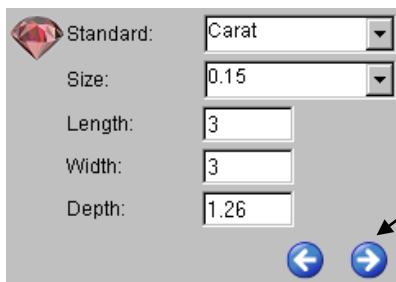 Standard: Carat
Size: 0.15
Length: 3
Width: 3
Depth: 1.26